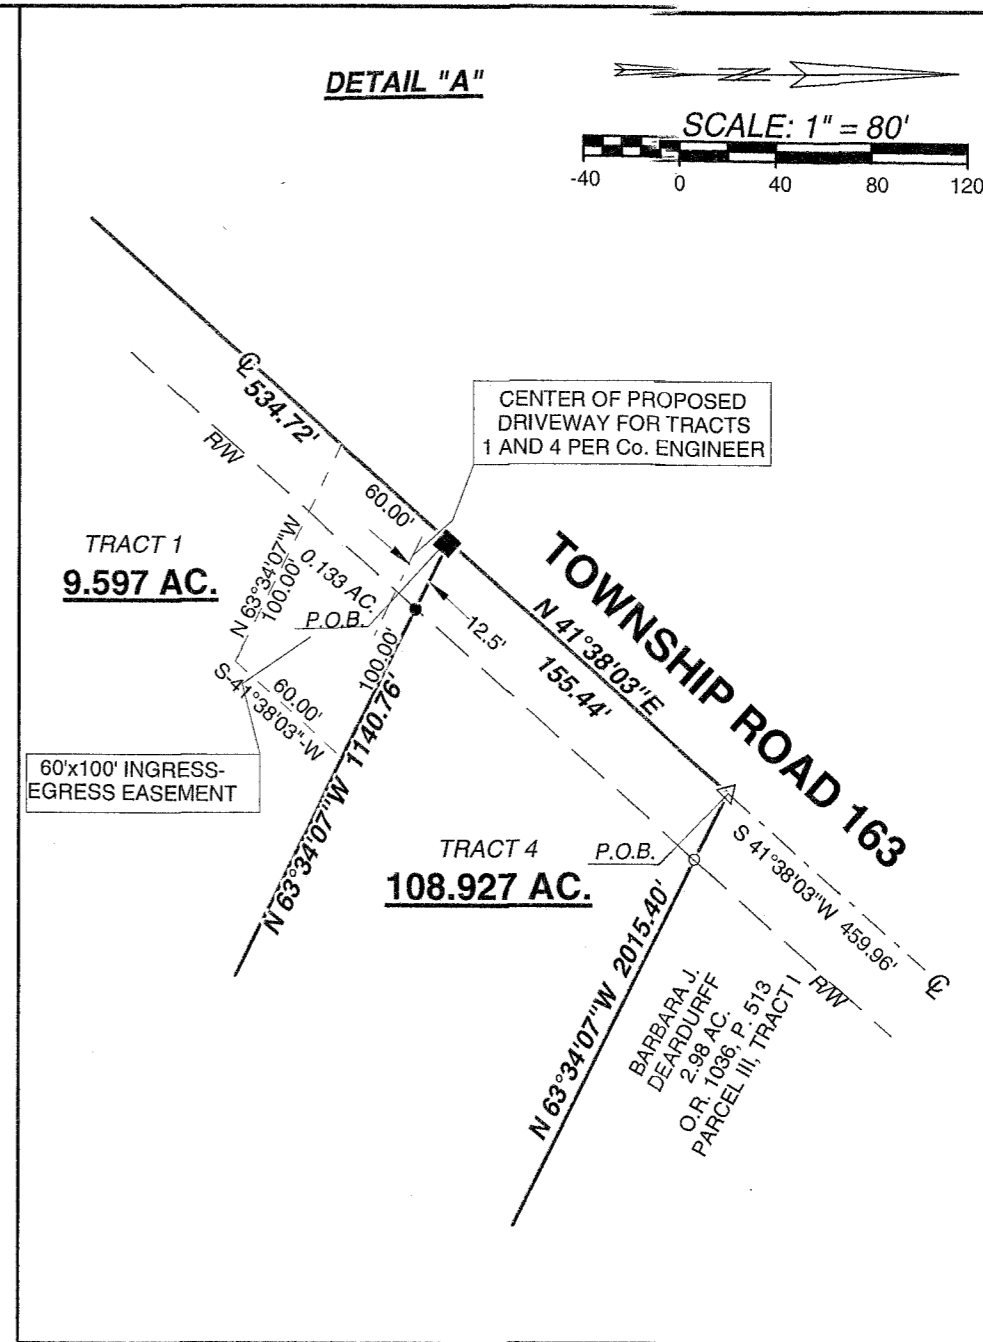 DETAIL "A"
N
SCALE: 1" = 80'
-40 0 40 80 120
℄
534.72'
R/W
CENTER OF PROPOSED
DRIVEWAY FOR TRACTS
1 AND 4 PER Co. ENGINEER
60.00'
TRACT 1
9.597 AC.
N 63°34'07"W
100.00'
0.133 AC.
P.O.B.
12.5'
100.00'
TOWNSHIP ROAD 163
N 41°38'03"E
155.44'
60.00'
S-41°38'03"-W
60'x100' INGRESS-
EGRESS EASEMENT
N 63°34'07"W 1140.76'
TRACT 4
108.927 AC.
P.O.B.
S 41°38'03"W 459.96'
℄
R/W
N 63°34'07"W 2015.40'
BARBARA J.
DEARDURFF
2.98 AC.
O.R. 1036, P. 513
PARCEL III, TRACT I